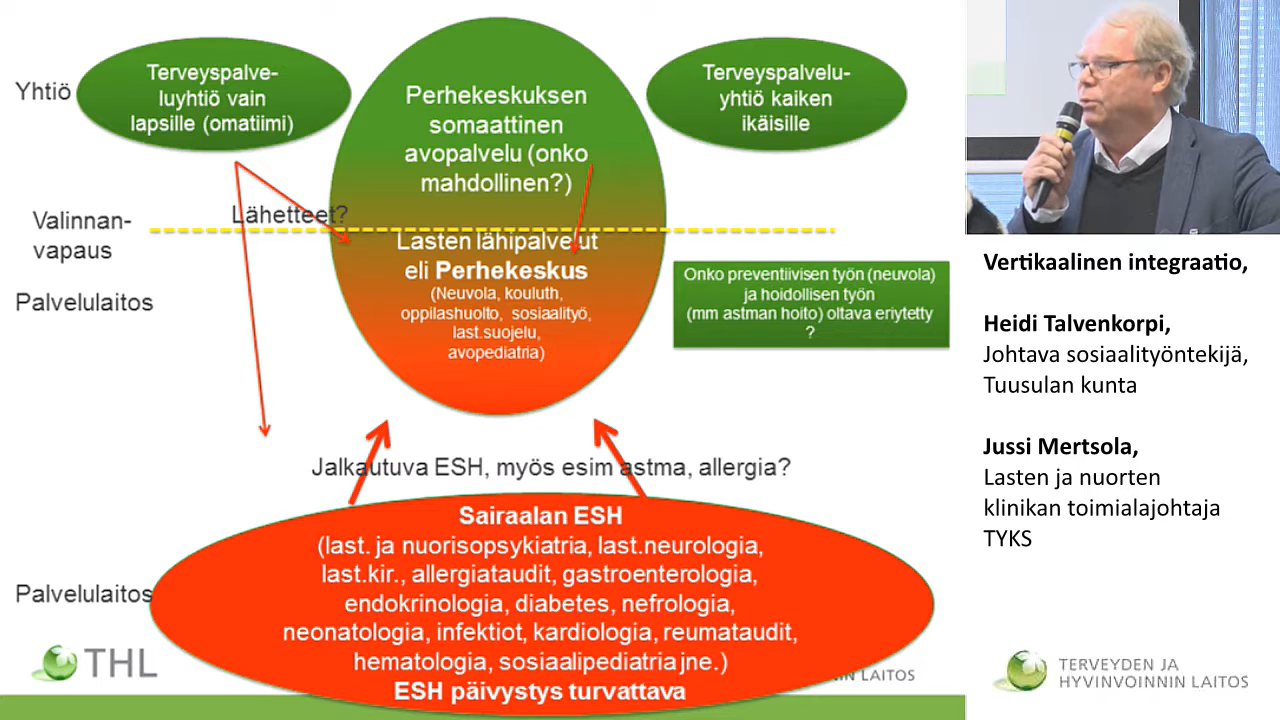 Yhtiö
Terveyspalve-
luyhtiö vain
lapsille (omatiimi)
Perhekeskuksen
somaattinen
avopalvelu (onko
mahdollinen?)
Terveyspalvelu-
yhtiö kaiken
ikäisille
Valinnan-
vapaus
Lähetteet?
Lasten lähipalvelut
eli Perhekeskus
(Neuvola, kouluth,
oppilashuolto, sosiaalityö,
last.suojelu,
avopediatria)
Palvelulaitos
Onko preventiivisen työn (neuvola)
ja hoidollisen työn
(mm astman hoito) oltava eriytetty
?
Jalkautuva ESH, myös esim astma, allergia?
Sairaalan ESH
(last. ja nuorisopsykiatria, last.neurologia,
last.kir., allergiataudit, gastroenterologia,
endokrinologia, diabetes, nefrologia,
neonatologia, infektiot, kardiologia, reumataudit,
hematologia, sosiaalipediatria jne.)
ESH päivystys turvattava
Palvelulaitos
THL
LAITOS
Vertikaalinen integraatio,
Heidi Talvenkorpi,
Johtava sosiaalityöntekijä,
Tuusulan kunta
Jussi Mertsola,
Lasten ja nuorten
klinikan toimialajohtaja
TYKS
TERVEYDEN JA
HYVINVOINNIN LAITOS